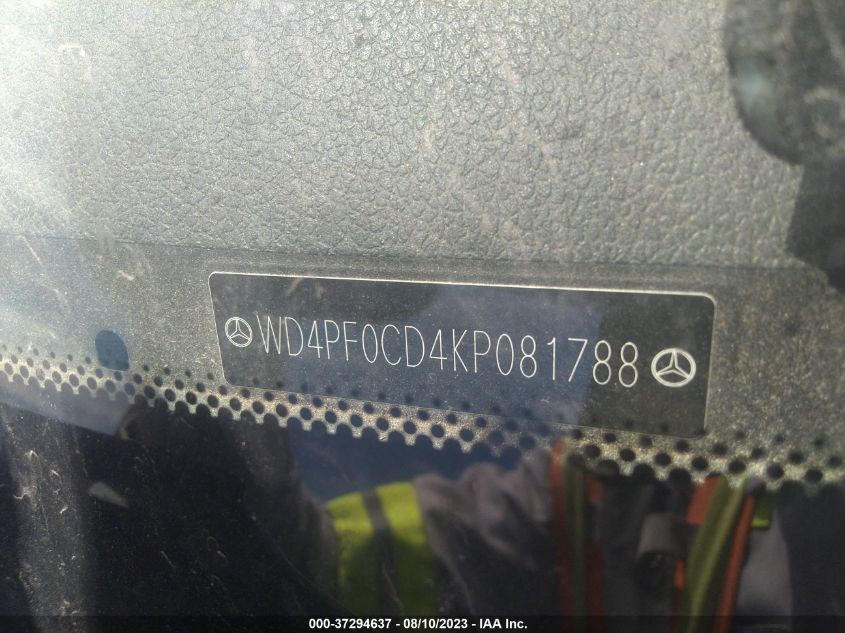 WD4PF0CD4KP081788
000-37294637 - 08/10/2023 - IAA Inc.